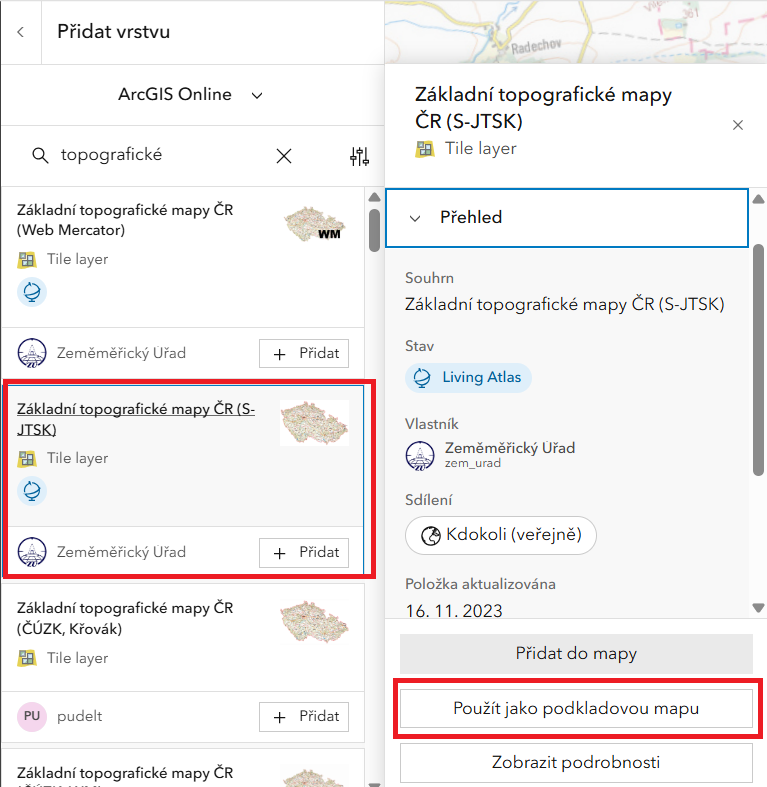 Přidat vrstvu
ArcGIS Online
topografické
Základní topografické mapy ČR
(Web Mercator)
WM
Tile layer
Zeměměřický Úřad
+ Přidat
Základní topografické mapy ČR (S-
JTSK)
Tile layer
Zeměměřický Úřad
+ Přidat
Základní topografické mapy ČR
(ČÚZK, Křovák)
Tile layer
PU
pudelt
+ Přidat
Základní topografické mapy ČR
Radechov
Základní topografické mapy
ČR (S-JTSK)
Tile layer
Přehled
Souhrn
Základní topografické mapy ČR (S-JTSK)
Stav
Living Atlas
Vlastník
Zeměměřický Úřad
zem_urad
Sdílení
Kdokoli (veřejně)
Položka aktualizována
16. 11. 2023
Přidat do mapy
Použít jako podkladovou mapu
Zobrazit podrobnosti